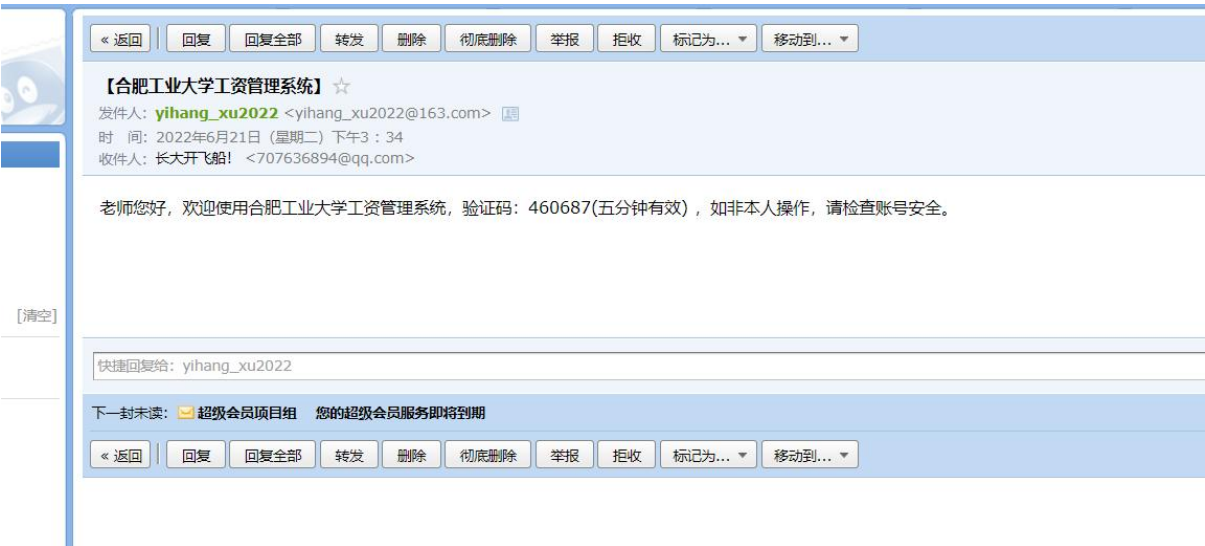 « 返回 回复 回复全部 转发 删除 彻底删除 举报 拒收 标记为... 移动到...
【合肥工业大学工资管理系统】☆
发件人：yihang_xu2022 <yihang_xu2022@163.com>
时 间：2022年6月21日（星期二）下午3：34
收件人：长大开飞船！<707636894@qq.com>
老师您好，欢迎使用合肥工业大学工资管理系统，验证码：460687(五分钟有效) ，如非本人操作，请检查账号安全。
[清空]
快捷回复给：yihang_xu2022
下一封未读： 超级会员项目组 您的超级会员服务即将到期
« 返回 回复 回复全部 转发 删除 彻底删除 举报 拒收 标记为... 移动到...